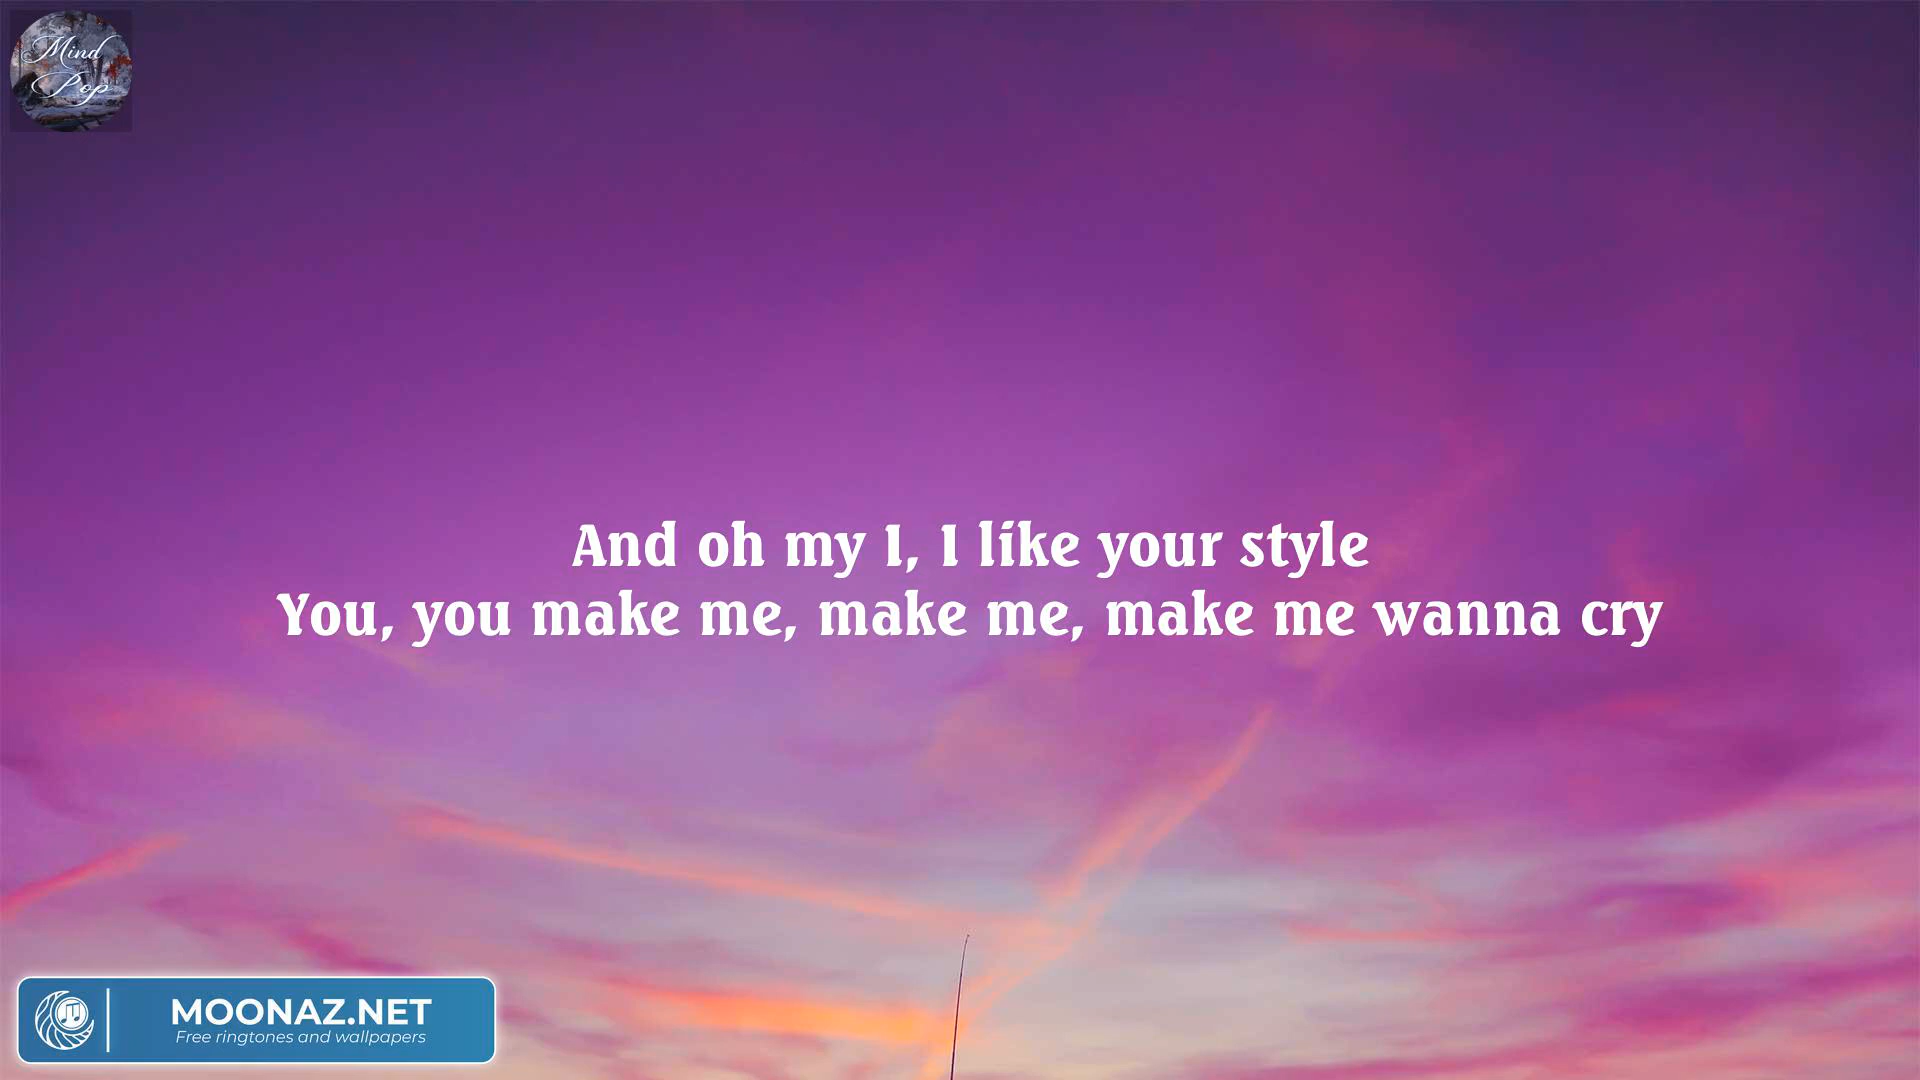 Mind
Pop
And oh my I, I like your style
You, you make me, make me, make me wanna cry
MOONAZ.NET
Free ringtones and wallpapers